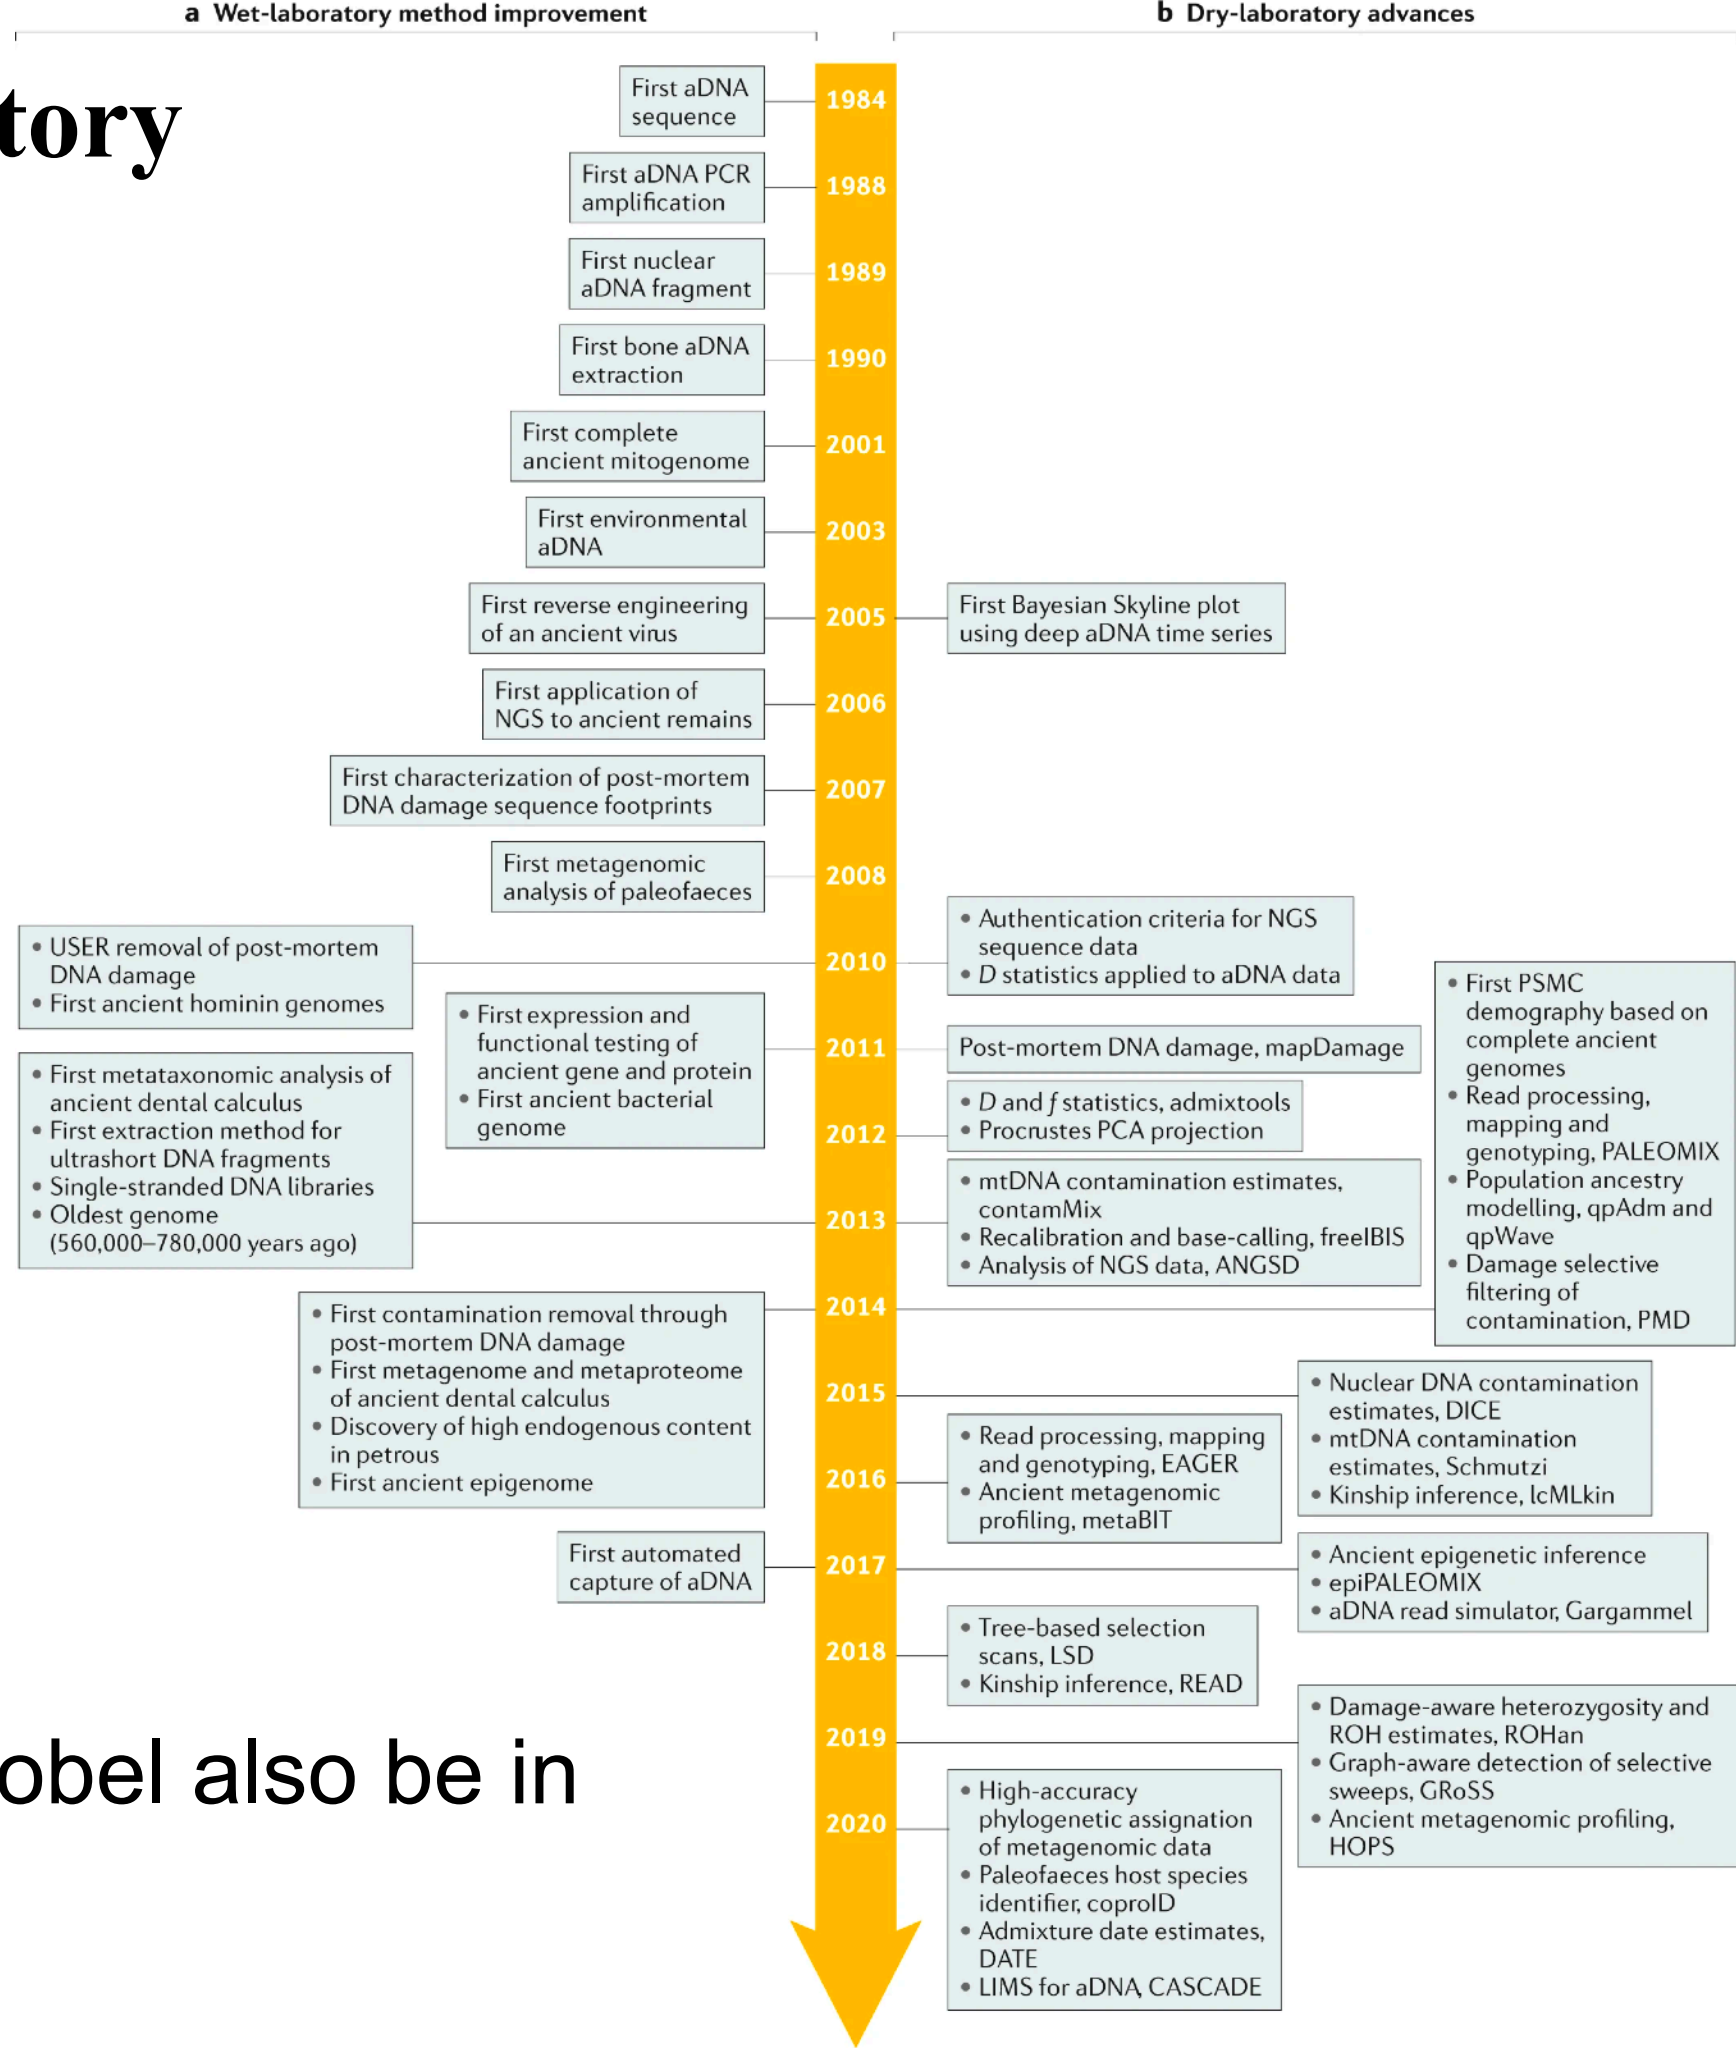 a Wet-laboratory method improvement
b Dry-laboratory advances
tory
First aDNA
sequence
1984
First aDNA PCR
amplification
1988
First nuclear
aDNA fragment
1989
First bone aDNA
extraction
1990
First complete
ancient mitogenome
2001
First environmental
aDNA
2003
First reverse engineering
of an ancient virus
2005
First Bayesian Skyline plot
using deep aDNA time series
First application of
NGS to ancient remains
2006
First characterization of post-mortem
DNA damage sequence footprints
2007
First metagenomic
analysis of paleofaeces
2008
• USER removal of post-mortem
DNA damage
• First ancient hominin genomes
2010
• Authentication criteria for NGS
sequence data
• D statistics applied to aDNA data
• First expression and
functional testing of
ancient gene and protein
• First ancient bacterial
genome
2011
Post-mortem DNA damage, mapDamage
2012
• D and f statistics, admixtools
• Procrustes PCA projection
• First metataxonomic analysis of
ancient dental calculus
• First extraction method for
ultrashort DNA fragments
• Single-stranded DNA libraries
• Oldest genome
(560,000–780,000 years ago)
2013
• mtDNA contamination estimates,
contamMix
• Recalibration and base-calling, freeIBIS
• Analysis of NGS data, ANGSD
• First contamination removal through
post-mortem DNA damage
• First metagenome and metaproteome
of ancient dental calculus
• Discovery of high endogenous content
in petrous
• First ancient epigenome
2014
• First PSMC
demography based on
complete ancient
genomes
• Read processing,
mapping and
genotyping, PALEOMIX
• Population ancestry
modelling, qpAdm and
qpWave
• Damage selective
filtering of
contamination, PMD
2015
• Nuclear DNA contamination
estimates, DICE
• mtDNA contamination
estimates, Schmutzi
• Kinship inference, lcMLkin
2016
• Read processing, mapping
and genotyping, EAGER
• Ancient metagenomic
profiling, metaBIT
First automated
capture of aDNA
2017
• Ancient epigenetic inference
• epiPALEOMIX
• aDNA read simulator, Gargammel
2018
• Tree-based selection
scans, LSD
• Kinship inference, READ
2019
• Damage-aware heterozygosity and
ROH estimates, ROHan
• Graph-aware detection of selective
sweeps, GRoSS
• Ancient metagenomic profiling,
HOPS
obel also be in
2020
• High-accuracy
phylogenetic assignation
of metagenomic data
• Paleofaeces host species
identifier, coproID
• Admixture date estimates,
DATE
• LIMS for aDNA, CASCADE